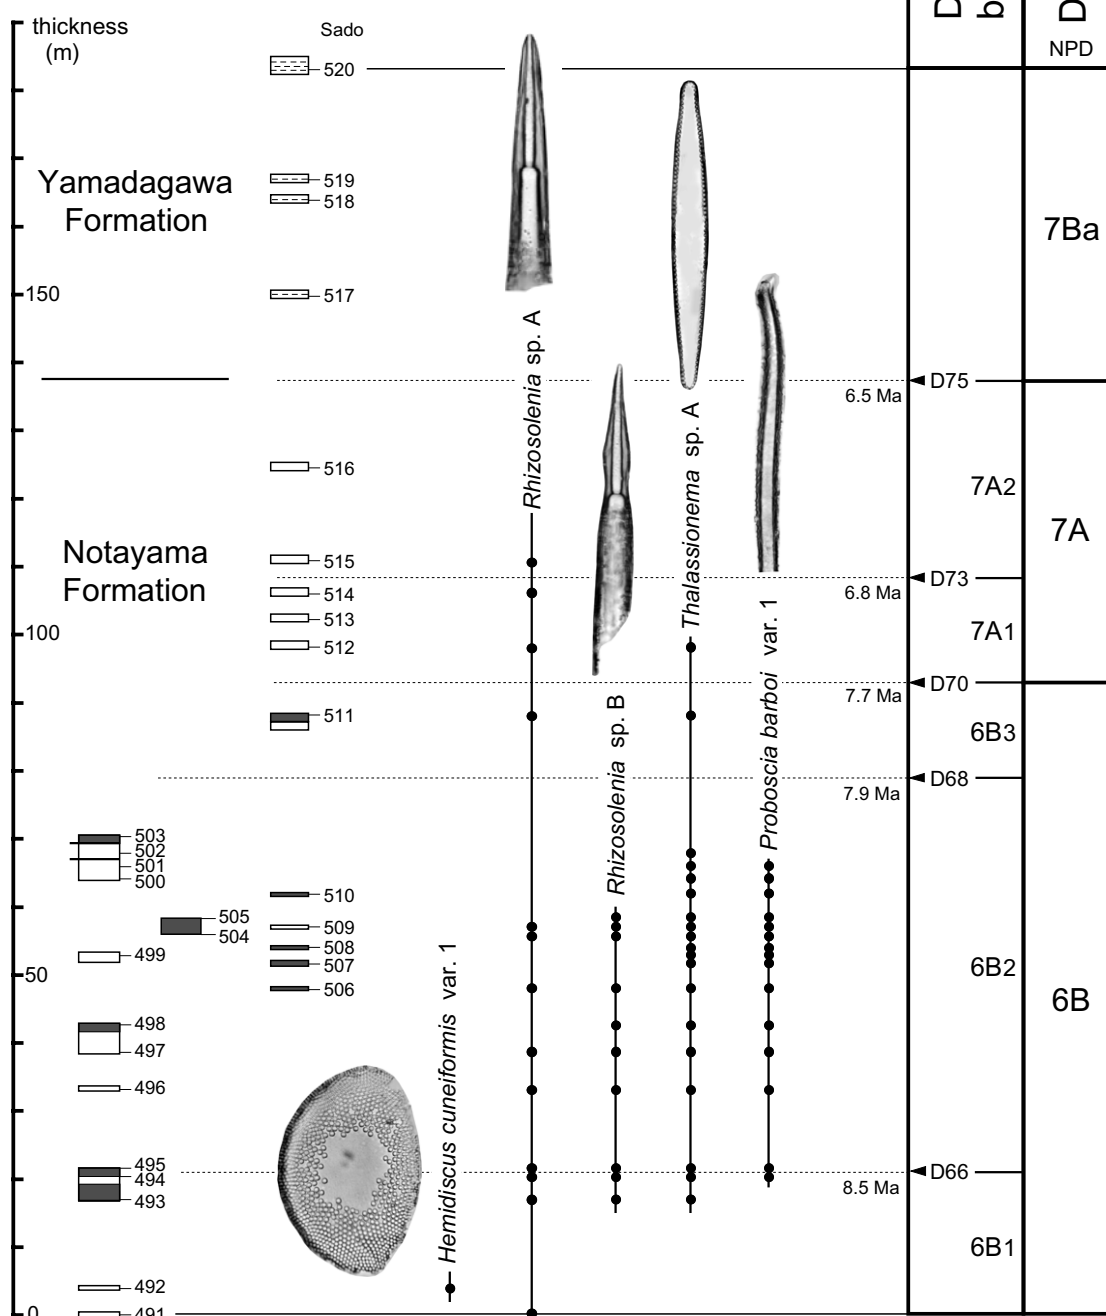 thickness
(m)
Sado
D
b
D
NPD
520
Yamadagawa
Formation
519
518
7Ba
150
517
Rhizosolenia sp. A
D75
6.5 Ma
Thalassionema sp. A
516
7A2
7A
Notayama
Formation
515
D73
514
6.8 Ma
513
7A1
100
512
Proboscia barboi var. 1
D70
7.7 Ma
511
Rhizosolenia sp. B
6B3
D68
7.9 Ma
503
502
501
500
510
505
504
509
508
499
507
50
506
6B2
Hemidiscus cuneiformis var. 1
6B
498
497
496
495
494
493
D66
8.5 Ma
6B1
492
491
0